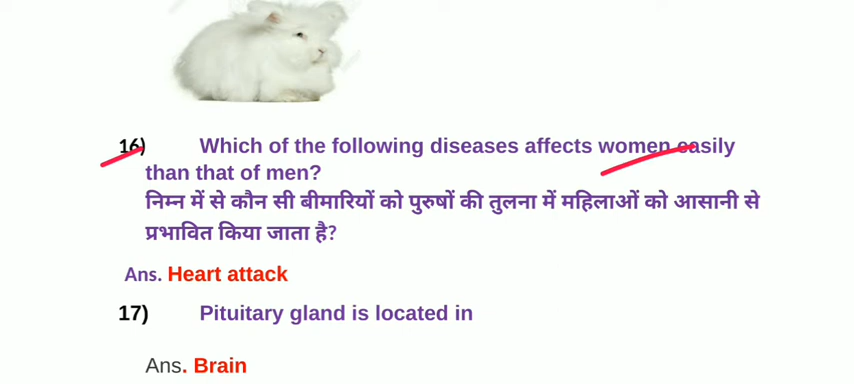 16) Which of the following diseases affects women easily
than that of men?
निम्न में से कौन सी बीमारियों को पुरुषों की तुलना में महिलाओं को आसानी से
प्रभावित किया जाता है?
Ans. Heart attack
17) Pituitary gland is located in
Ans. Brain